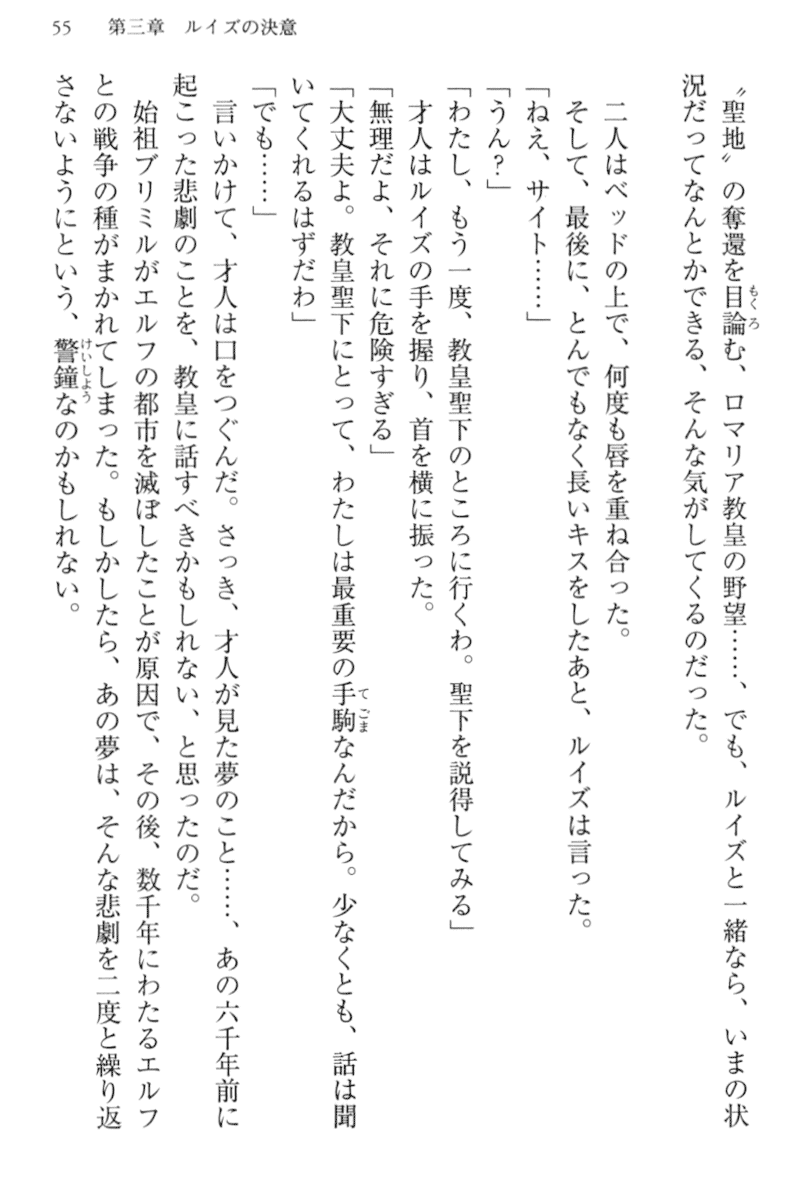 55　第三章　ルイズの決意
　〝聖地〟の奪還を目論む、ロマリア教皇の野望……、でも、ルイズと一緒なら、いまの状
況だってなんとかできる、そんな気がしてくるのだった。
　二人はベッドの上で、何度も唇を重ね合った。
　そして、最後に、とんでもなく長いキスをしたあと、ルイズは言った。
「ねえ、サイト……」
「うん？」
「わたし、もう一度、教皇聖下のところに行くわ。聖下を説得してみる」
　才人はルイズの手を握り、首を横に振った。
「無理だよ、それに危険すぎる」
「大丈夫よ。教皇聖下にとって、わたしは最重要の手駒なんだから。少なくとも、話は聞
いてくれるはずだわ」
「でも……」
　言いかけて、才人は口をつぐんだ。さっき、才人が見た夢のこと……、あの六千年前に
起こった悲劇のことを、教皇に話すべきかもしれない、と思ったのだ。
　始祖ブリミルがエルフの都市を滅ぼしたことが原因で、その後、数千年にわたるエルフ
との戦争の種がまかれてしまった。もしかしたら、あの夢は、そんな悲劇を二度と繰り返
さないようにという、警鐘なのかもしれない。